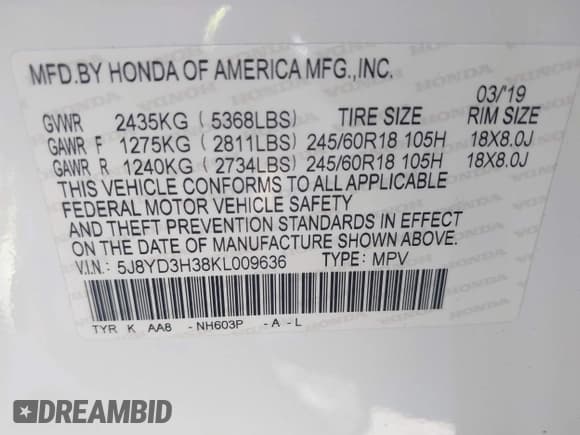 MFD.BY HONDA OF AMERICA MFG.,INC.
03/'19
GVWR 2435KG ( 5368LBS) TIRE SIZE RIM SIZE
GAWR F 1275KG ( 2811LBS) 245/60R18 105H 18X8.0J
GAWR R 1240KG ( 2734LBS) 245/60R18 105H 18X8.0J
THIS VEHICLE CONFORMS TO ALL APPLICABLE
FEDERAL MOTOR VEHICLE SAFETY
AND THEFT PREVENTION STANDARDS IN EFFECT
ON THE DATE OF MANUFACTURE SHOWN ABOVE.
V.I.N.: 5J8YD3H38KL009636 TYPE: MPV
TYR K AA8 - NH603P - A - L
DREAMBID